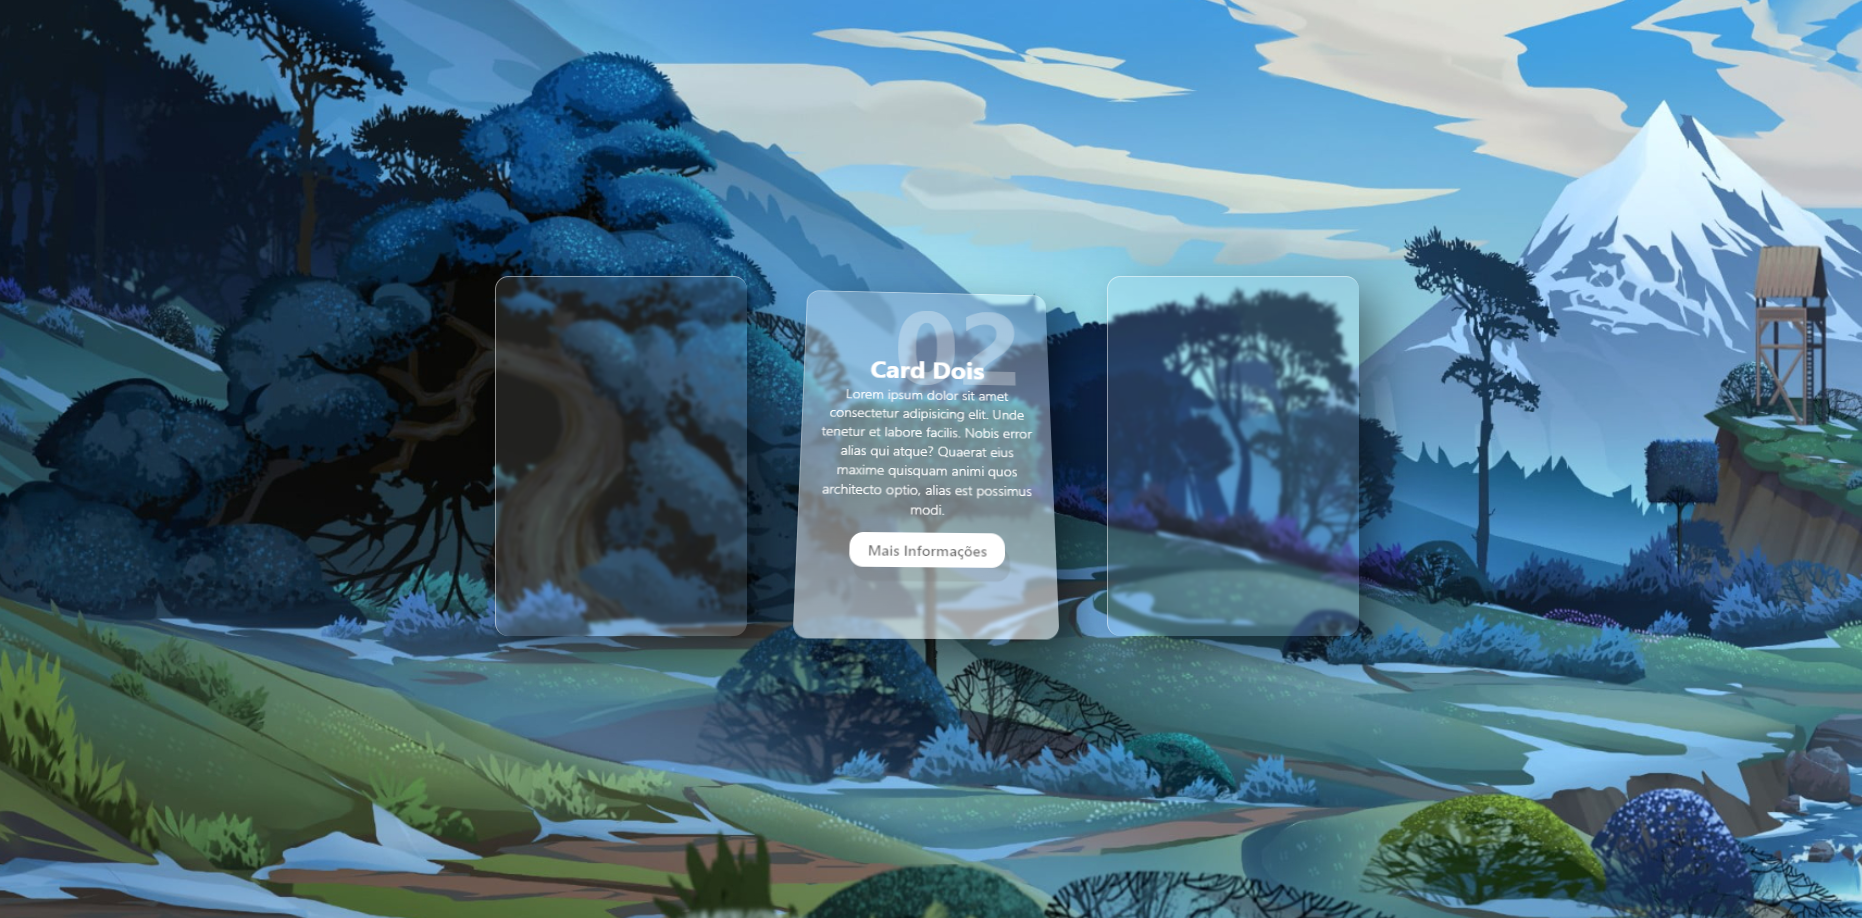 02
Card Dois
Lorem ipsum dolor sit amet
consectetur adipisicing elit. Unde
tenetur et labore facilis. Nobis error
alias qui atque? Quaerat eius
maxime quisquam animi quos
architecto optio, alias est possimus
modi.
Mais Informações